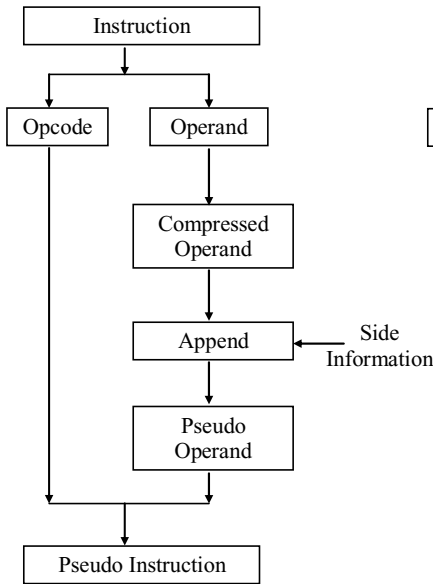 Instruction
Opcode
Operand
Compressed
Operand
Append
Side
Information
Pseudo
Operand
Pseudo Instruction